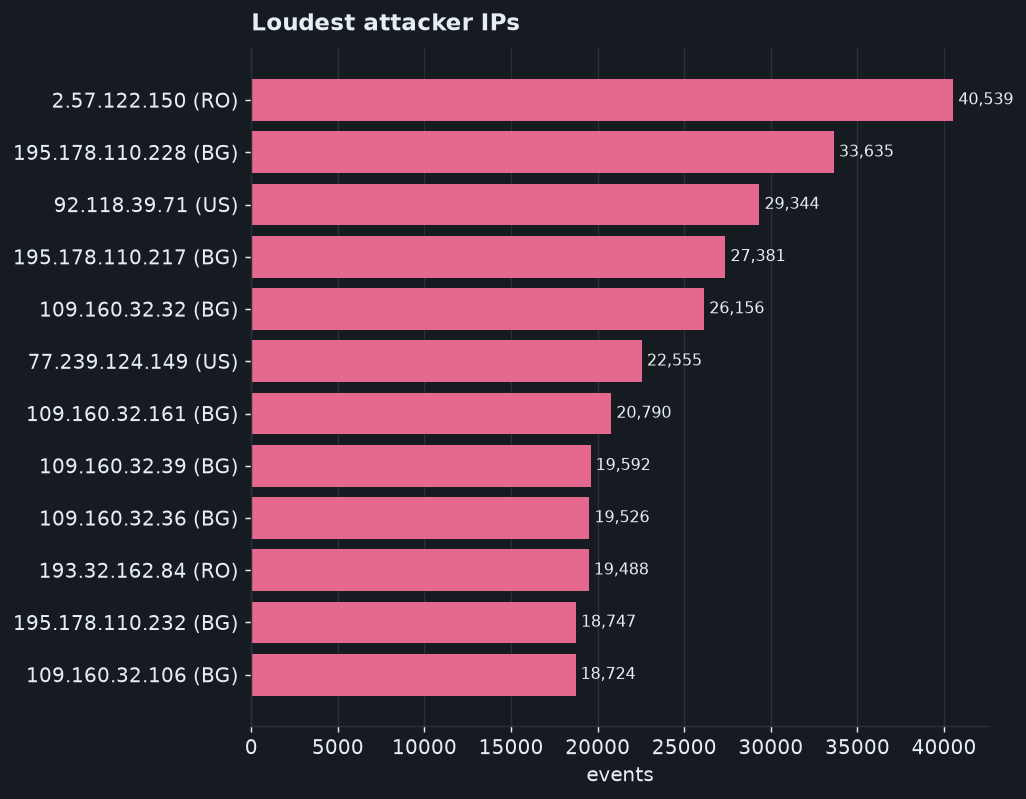 Loudest attacker IPs
2.57.122.150 (RO) 40,539
195.178.110.228 (BG) 33,635
92.118.39.71 (US) 29,344
195.178.110.217 (BG) 27,381
109.160.32.32 (BG) 26,156
77.239.124.149 (US) 22,555
109.160.32.161 (BG) 20,790
109.160.32.39 (BG) 19,592
109.160.32.36 (BG) 19,526
193.32.162.84 (RO) 19,488
195.178.110.232 (BG) 18,747
109.160.32.106 (BG) 18,724
0 5000 10000 15000 20000 25000 30000 35000 40000
events